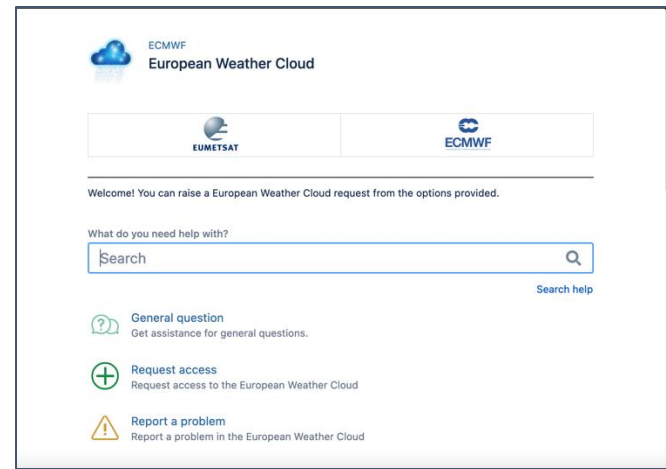 ECMWF
European Weather Cloud
EUMETSAT
ECMWF
Welcome! You can raise a European Weather Cloud request from the options provided.
What do you need help with?
Search
Search help
General question
Get assistance for general questions.
Request access
Request access to the European Weather Cloud
Report a problem
Report a problem in the European Weather Cloud